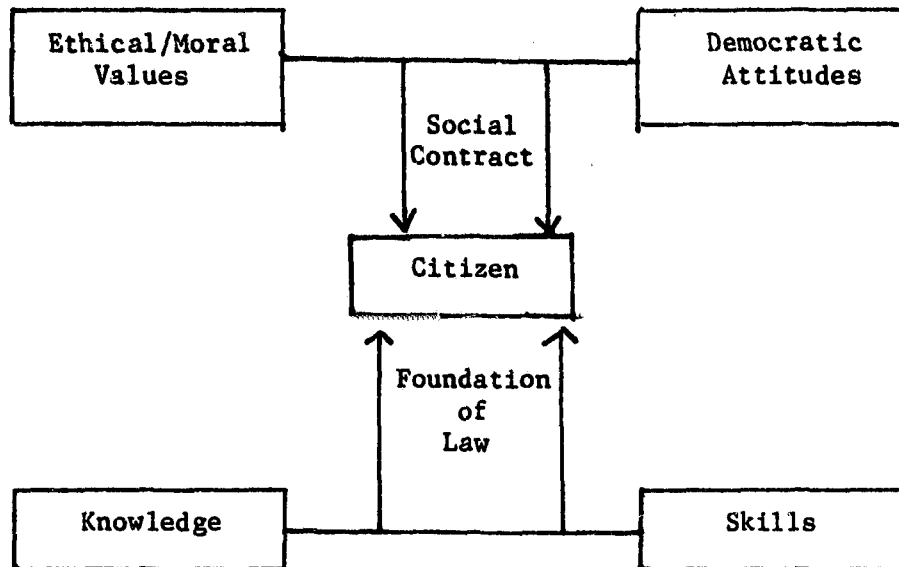 Ethical/Moral
Values
Democratic
Attitudes
Social
Contract
Citizen
Foundation
of
Law
Knowledge
Skills